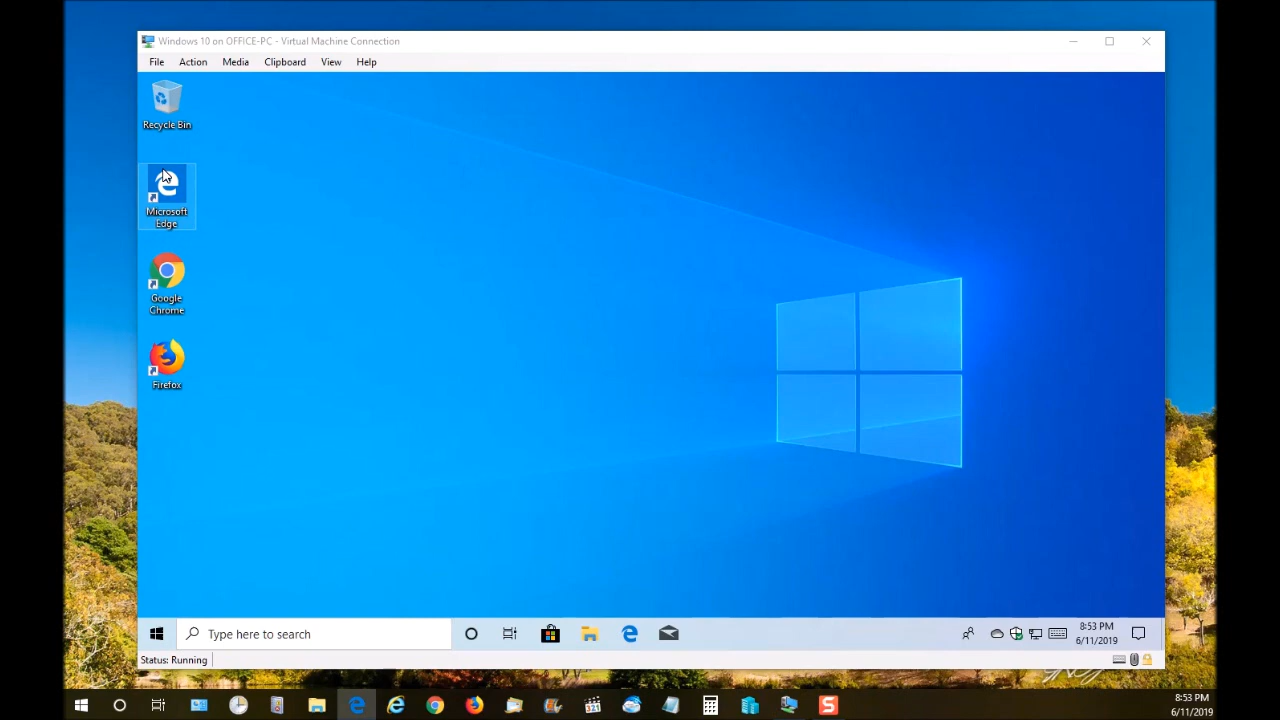 Windows 10 on OFFICE-PC - Virtual Machine Connection
File Action Media Clipboard View Help
Recycle Bin
Microsoft
Edge
Google
Chrome
Firefox
Type here to search
8:53 PM
6/11/2019
Status: Running
8:53 PM
6/11/2019